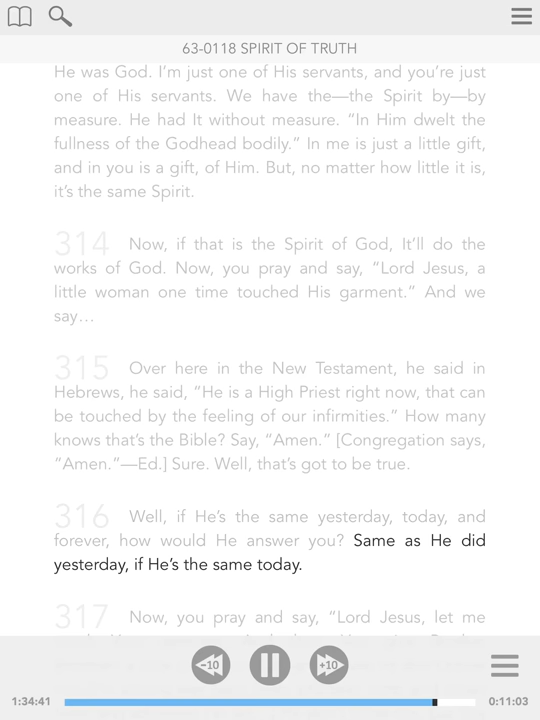 63-0118 SPIRIT OF TRUTH
He was God. I'm just one of His servants, and you're just
one of His servants. We have the—the Spirit by—by
measure. He had It without measure. “In Him dwelt the
fullness of the Godhead bodily.” In me is just a little gift,
and in you is a gift, of Him. But, no matter how little it is,
it's the same Spirit.
314 Now, if that is the Spirit of God, It'll do the
works of God. Now, you pray and say, “Lord Jesus, a
little woman one time touched His garment.” And we
say…
315 Over here in the New Testament, he said in
Hebrews, he said, “He is a High Priest right now, that can
be touched by the feeling of our infirmities.” How many
knows that's the Bible? Say, “Amen.” [Congregation says,
“Amen.”—Ed.] Sure. Well, that's got to be true.
316 Well, if He's the same yesterday, today, and
forever, how would He answer you? Same as He did
yesterday, if He's the same today.
317 Now, you pray and say, “Lord Jesus, let me
-10 +10
1:34:41 0:11:03